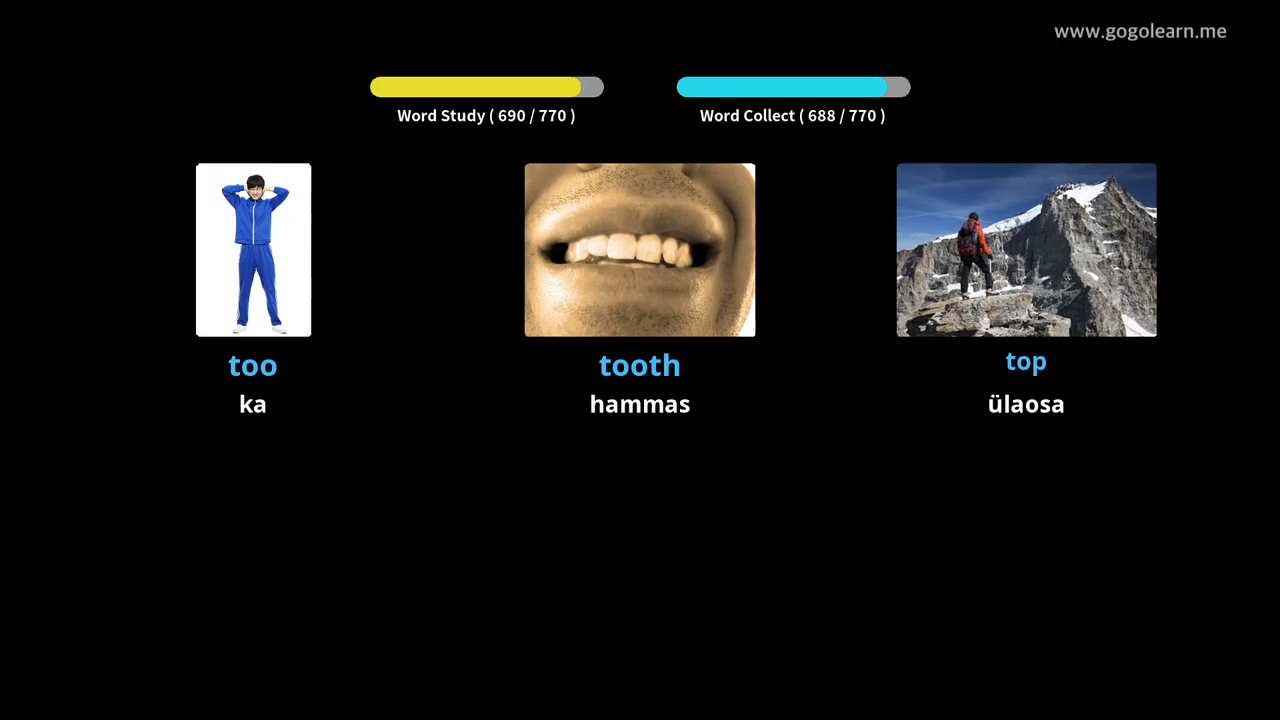 www.gogolearn.me
Word Study ( 690 / 770 )
Word Collect ( 688 / 770 )
too
tooth
top
ka
hammas
ülaosa